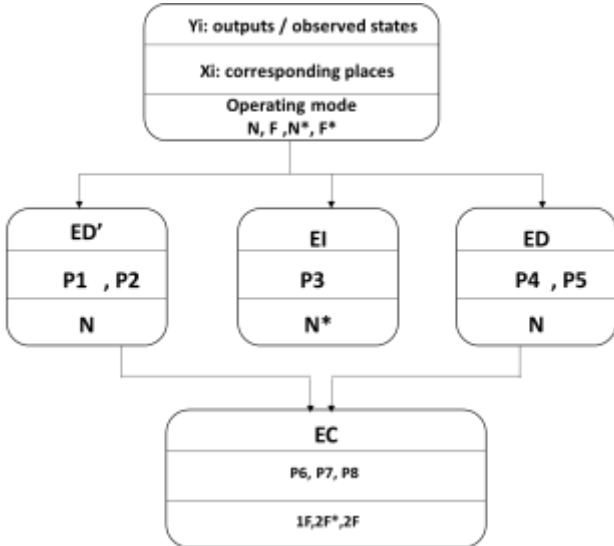 Yi: outputs / observed states
Xi: corresponding places
Operating mode
N, F ,N*, F*
ED’
P1 , P2
N
EI
P3
N*
ED
P4 , P5
N
EC
P6, P7, P8
1F,2F*,2F